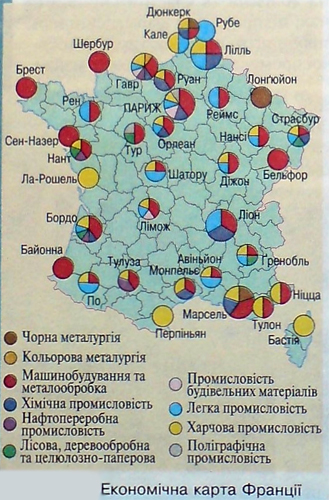 Дюнкерк
Кале
Рубе
Лілль
Шербур
Гавр
Руан
Лонґюйон
Брест
ПАРИЖ
Рен
Реймс
Страсбур
Нансі
Сен-Назер
Орлеан
Тур
Нант
Шатору
Діжон
Бельфор
Ла-Рошель
Бордо
Ліон
Лімож
Байонна
Тулуза
Авіньйон
Гренобль
Монпельє
Ніцца
По
Марсель
Тулон
Перпіньян
Бастія
Чорна металургія
Кольорова металургія
Машинобудування та
металообробка
Хімічна промисловість
Нафтопереробна
промисловість
Лісова, деревообробна
та целюлозно-паперова
Промисловість
будівельних матеріалів
Легка промисловість
Харчова промисловість
Поліграфічна
промисловість
Економічна карта Франції